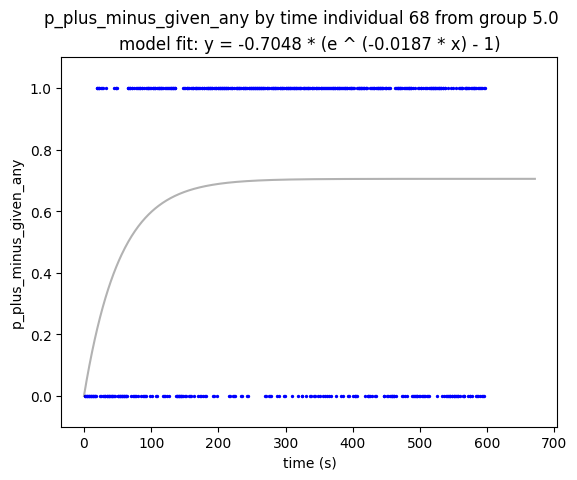 p_plus_minus_given_any by time individual 68 from group 5.0
model fit: y = -0.7048 * (e ^ (-0.0187 * x) - 1)
1.0
0.8
0.6
0.4
0.2
0.0
p_plus_minus_given_any
0 100 200 300 400 500 600 700
time (s)